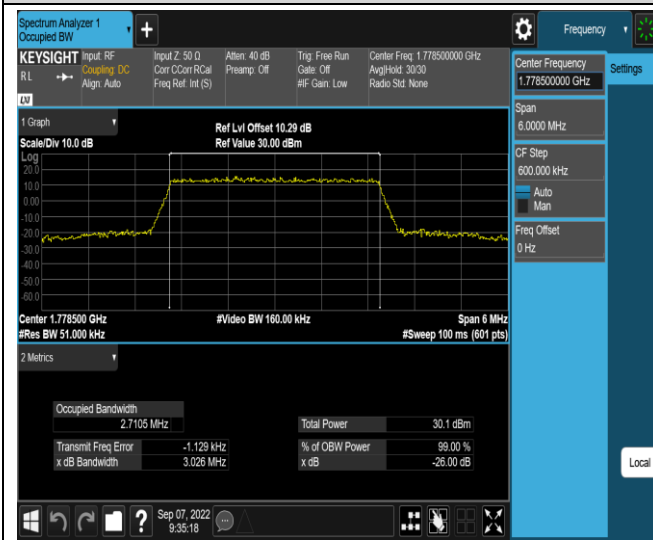 Spectrum Analyzer 1
Occupied BW
+
Frequency
KEYSIGHT
RL
LXI
Input: RF
Coupling: DC
Align: Auto
Input Z: 50 Ω
Corr CCorr RCal
Freq Ref: Int (S)
Atten: 40 dB
Preamp: Off
Trig: Free Run
Gate: Off
#IF Gain: Low
Center Freq: 1.778500000 GHz
Avg|Hold: 30/30
Radio Std: None
Center Frequency
1.778500000 GHz
Settings
Span
6.0000 MHz
CF Step
600.000 kHz
Auto
Man
Freq Offset
0 Hz
1 Graph
Scale/Div 10.0 dB
Ref Lvl Offset 10.29 dB
Ref Value 30.00 dBm
Log
20.0
10.0
0.00
-10.0
-20.0
-30.0
-40.0
-50.0
-60.0
Center 1.778500 GHz
#Res BW 51.000 kHz
#Video BW 160.00 kHz
Span 6 MHz
#Sweep 100 ms (601 pts)
2 Metrics
Occupied Bandwidth
2.7105 MHz
Total Power 30.1 dBm
Transmit Freq Error -1.129 kHz
% of OBW Power 99.00 %
x dB Bandwidth 3.026 MHz
x dB -26.00 dB
Local
?
Sep 07, 2022
9:35:18